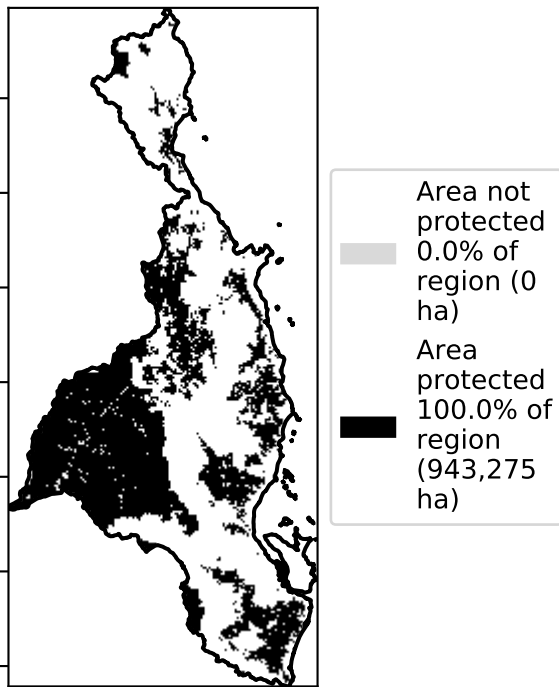 Area not
protected
0.0% of
region (0
ha)
Area
protected
100.0% of
region
(943,275
ha)